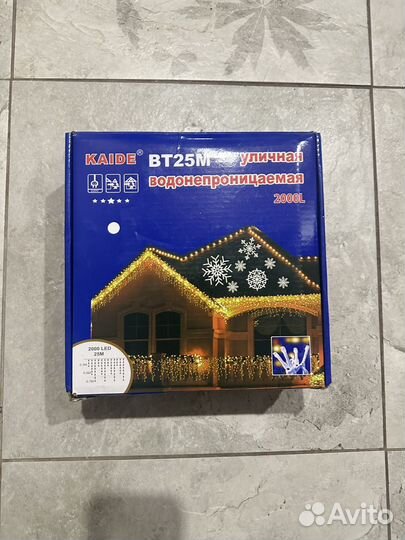 KAIDE® BT25M уличная
водонепроницаемая
2000L
2000 LED
25M
Avito